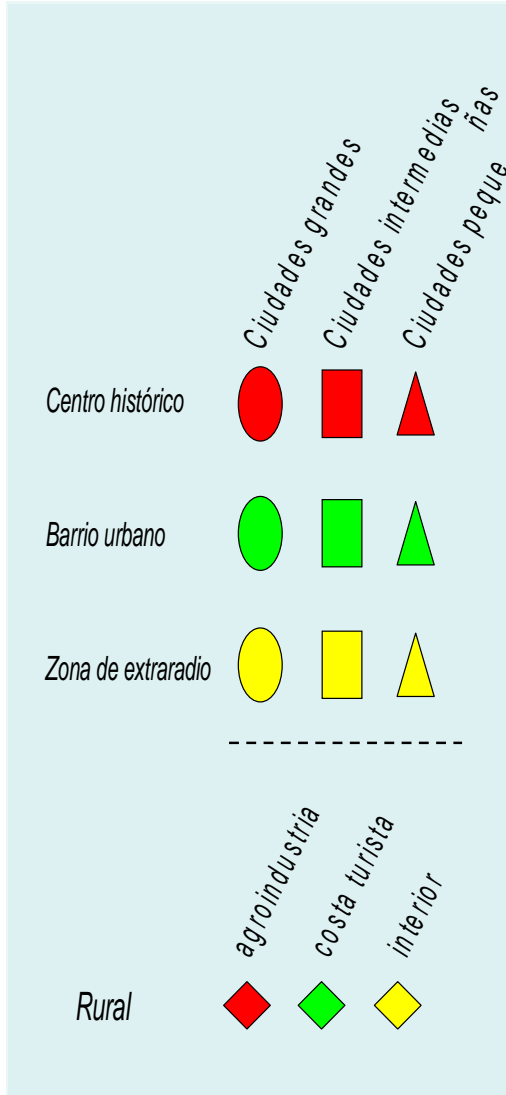 Ciudades grandes
Ciudades intermedias
Ciudades pequeñas
Centro histórico
Barrio urbano
Zona de extraradio
agroindustria
costa turista
interior
Rural